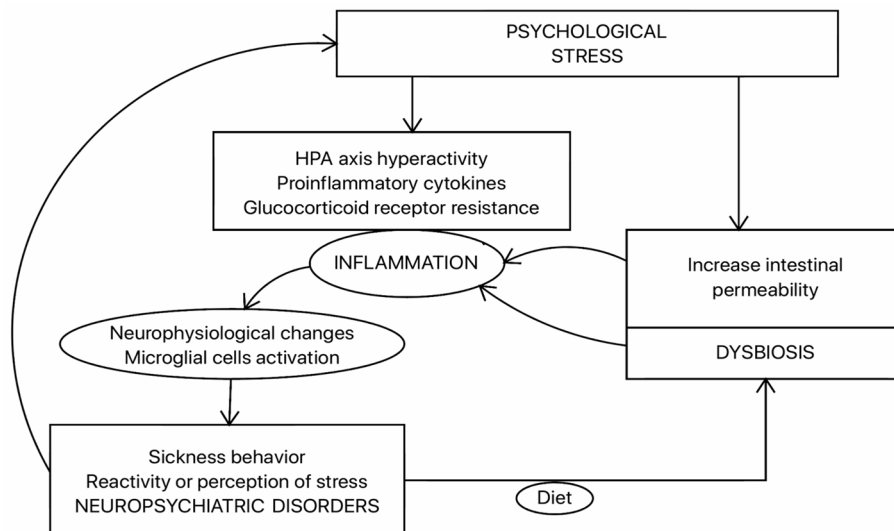 PSYCHOLOGICAL
STRESS
HPA axis hyperactivity
Proinflammatory cytokines
Glucocorticoid receptor resistance
INFLAMMATION
Increase intestinal
permeability
DYSBIOSIS
Neurophysiological changes
Microglial cells activation
Sickness behavior
Reactivity or perception of stress
NEUROPSYCHIATRIC DISORDERS
Diet